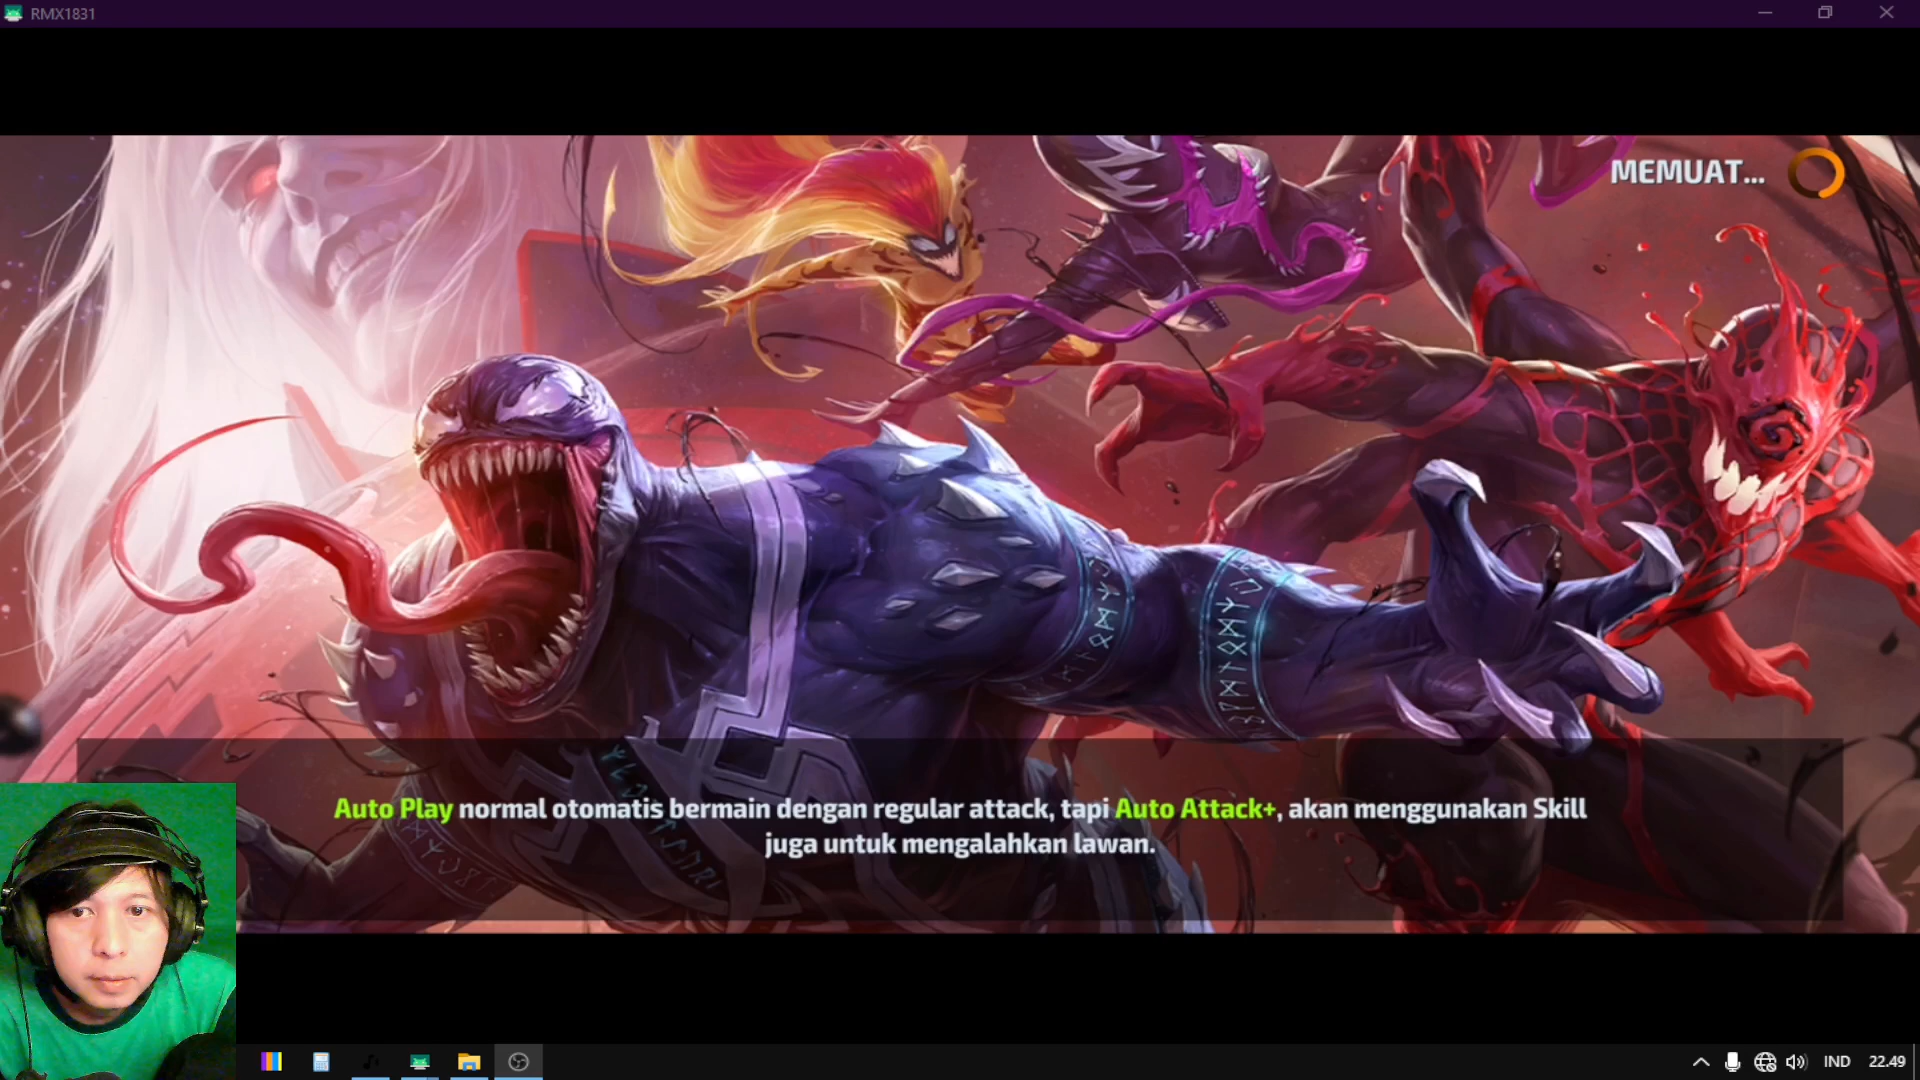 RMX1831
MEMUAT...
Auto Play normal otomatis bermain dengan regular attack, tapi Auto Attack+, akan menggunakan Skill
juga untuk mengalahkan lawan.
IND 22.49